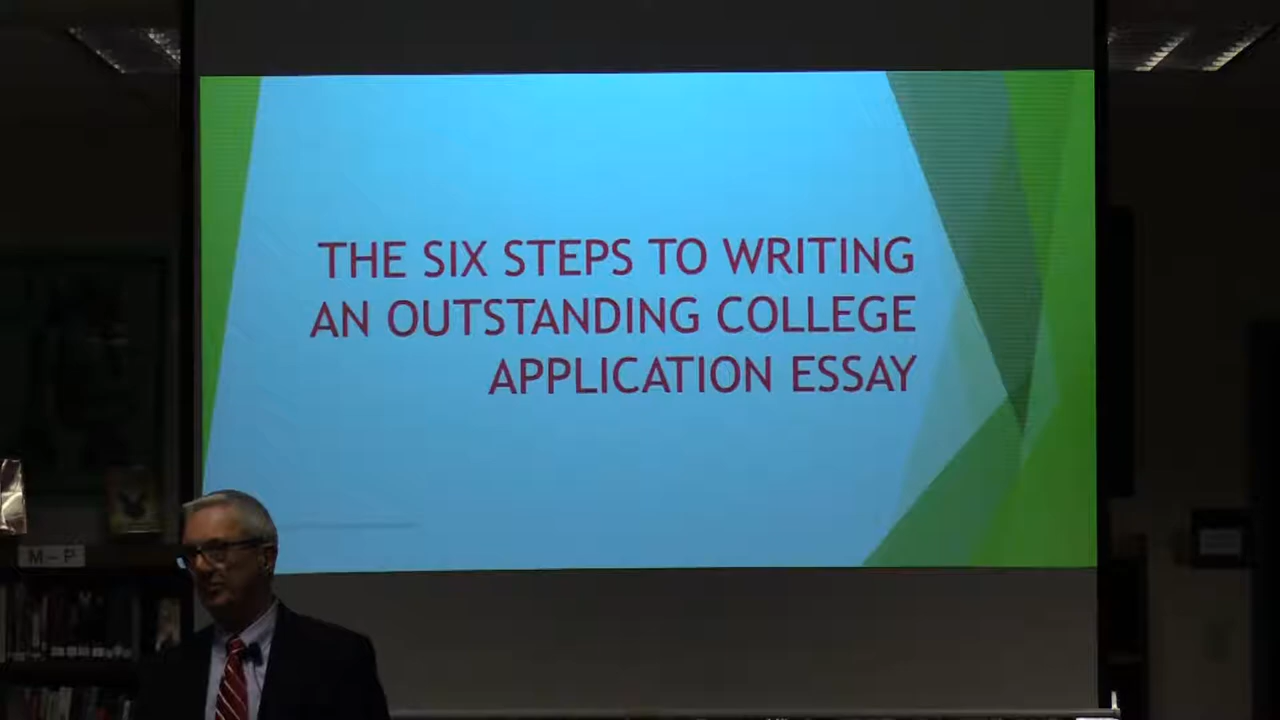 THE SIX STEPS TO WRITING
AN OUTSTANDING COLLEGE
APPLICATION ESSAY
M-P